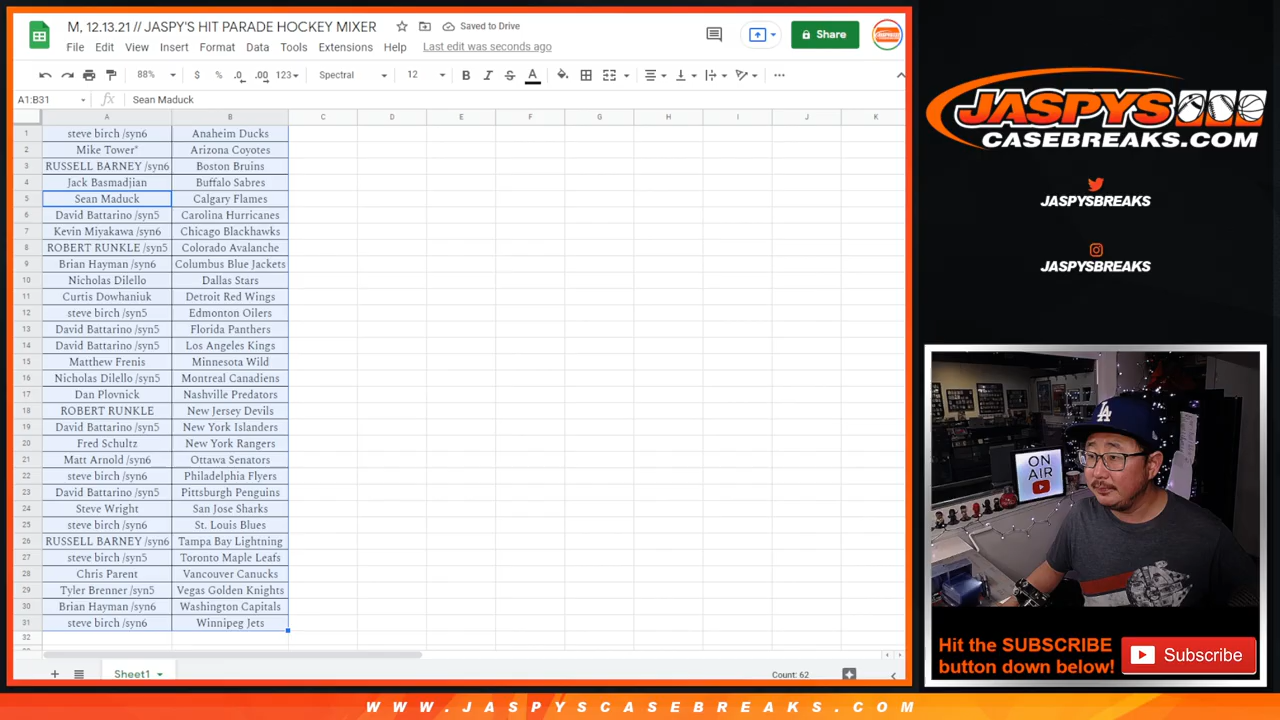 M, 12.13.21 // JASPY'S HIT PARADE HOCKEY MIXER
Saved to Drive
Share
File Edit View Insert Format Data Tools Extensions Help Last edit was seconds ago
88% $ % .0 .00 123 Spectral 12 B I S A
A1:B31 fx Sean Maduck
A B C D E F G H I J K
1 steve birch /syn6 Anaheim Ducks
2 Mike Tower* Arizona Coyotes
3 RUSSELL BARNEY /syn6 Boston Bruins
4 Jack Basmadjian Buffalo Sabres
5 Sean Maduck Calgary Flames
6 David Battarino /syn5 Carolina Hurricanes
7 Kevin Miyakawa /syn6 Chicago Blackhawks
8 ROBERT RUNKLE /syn5 Colorado Avalanche
9 Brian Hayman /syn6 Columbus Blue Jackets
10 Nicholas Dilello Dallas Stars
11 Curtis Dowhaniuk Detroit Red Wings
12 steve birch /syn5 Edmonton Oilers
13 David Battarino /syn5 Florida Panthers
14 David Battarino /syn5 Los Angeles Kings
15 Matthew Frenis Minnesota Wild
16 Nicholas Dilello /syn5 Montreal Canadiens
17 Dan Plovnick Nashville Predators
18 ROBERT RUNKLE New Jersey Devils
19 David Battarino /syn5 New York Islanders
20 Fred Schultz New York Rangers
21 Matt Arnold /syn6 Ottawa Senators
22 steve birch /syn6 Philadelphia Flyers
23 David Battarino /syn5 Pittsburgh Penguins
24 Steve Wright San Jose Sharks
25 steve birch /syn6 St. Louis Blues
26 RUSSELL BARNEY /syn6 Tampa Bay Lightning
27 steve birch /syn5 Toronto Maple Leafs
28 Chris Parent Vancouver Canucks
29 Tyler Brenner /syn5 Vegas Golden Knights
30 Brian Hayman /syn6 Washington Capitals
31 steve birch /syn6 Winnipeg Jets
32
Sheet1
Count: 62
JASPYS
CASEBREAKS.COM
JASPYSBREAKS
JASPYSBREAKS
LA
ON
AIR
Hit the SUBSCRIBE
button down below!
Subscribe
WWW.JASPYSCASEBREAKS.COM